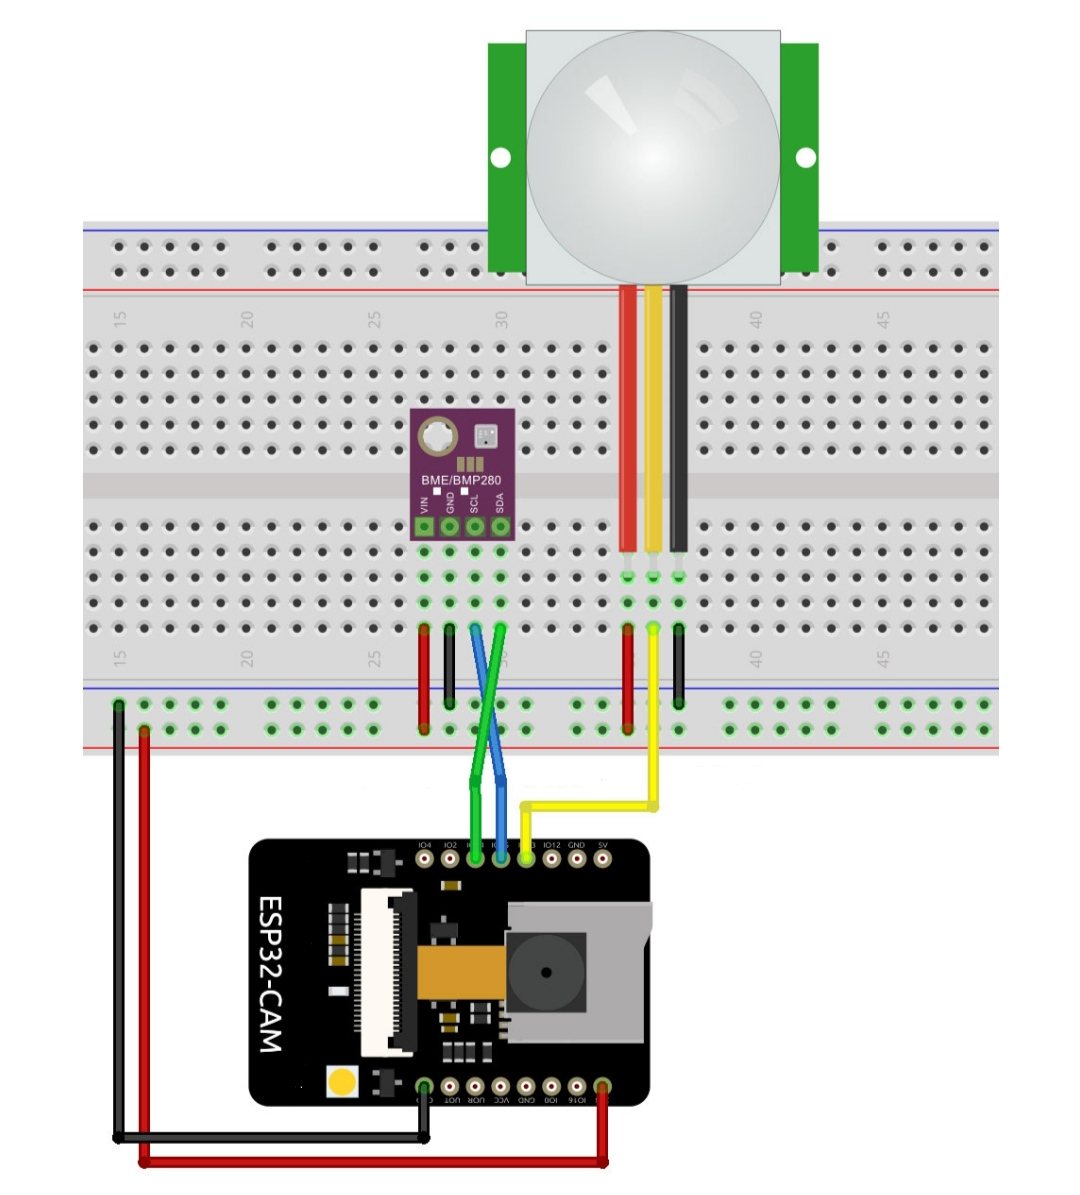 15 20 25 30 40 45
BME/BMP280
VIN GND SCL SDA
15 20 25 40 45
IO4 IO2 IO12 GND 5V
ESP32-CAM
UOT UOR VCC GND IO0 IO16